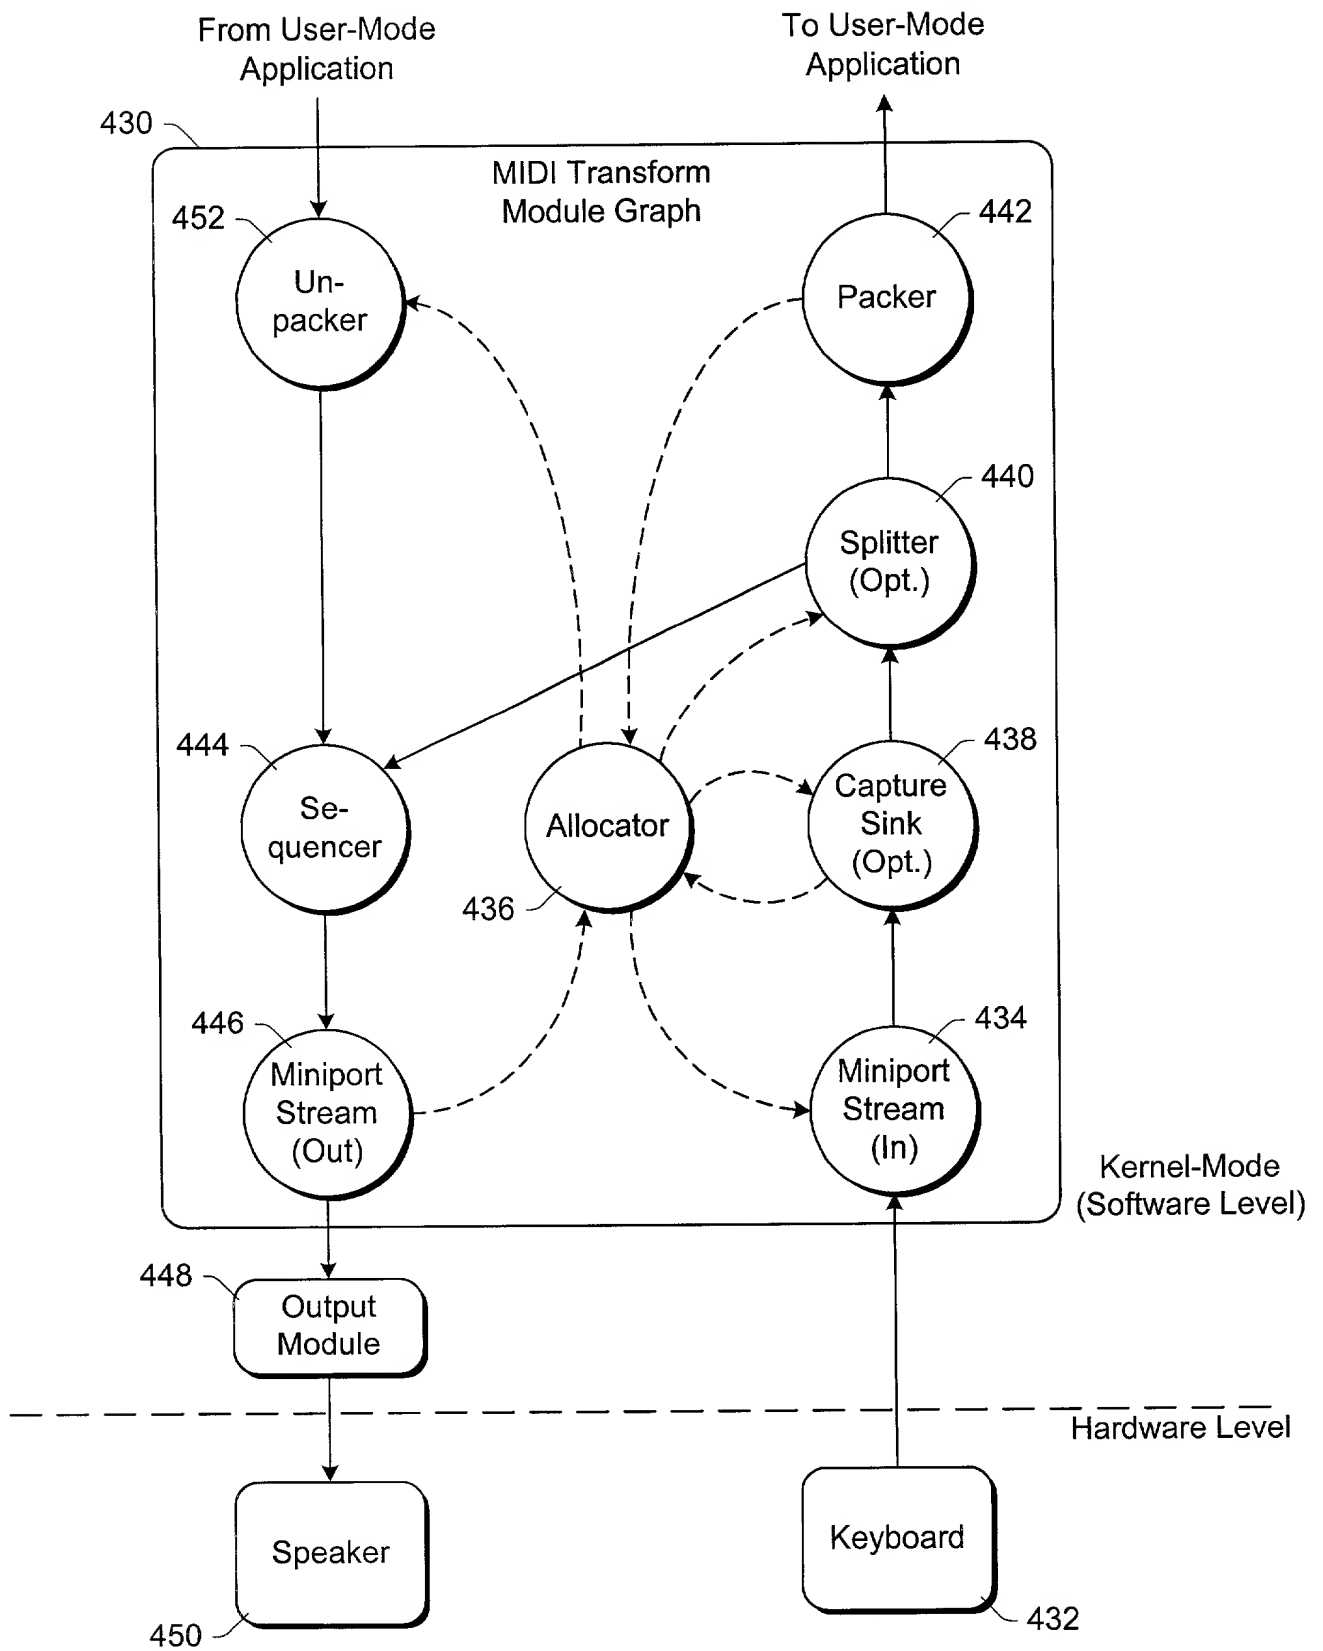 From User-Mode
Application
To User-Mode
Application
430
MIDI Transform
Module Graph
452
Un-
packer
442
Packer
440
Splitter
(Opt.)
444
Se-
quencer
Allocator
436
438
Capture
Sink
(Opt.)
446
Miniport
Stream
(Out)
434
Miniport
Stream
(In)
Kernel-Mode
(Software Level)
448
Output
Module
Hardware Level
Speaker
450
Keyboard
432